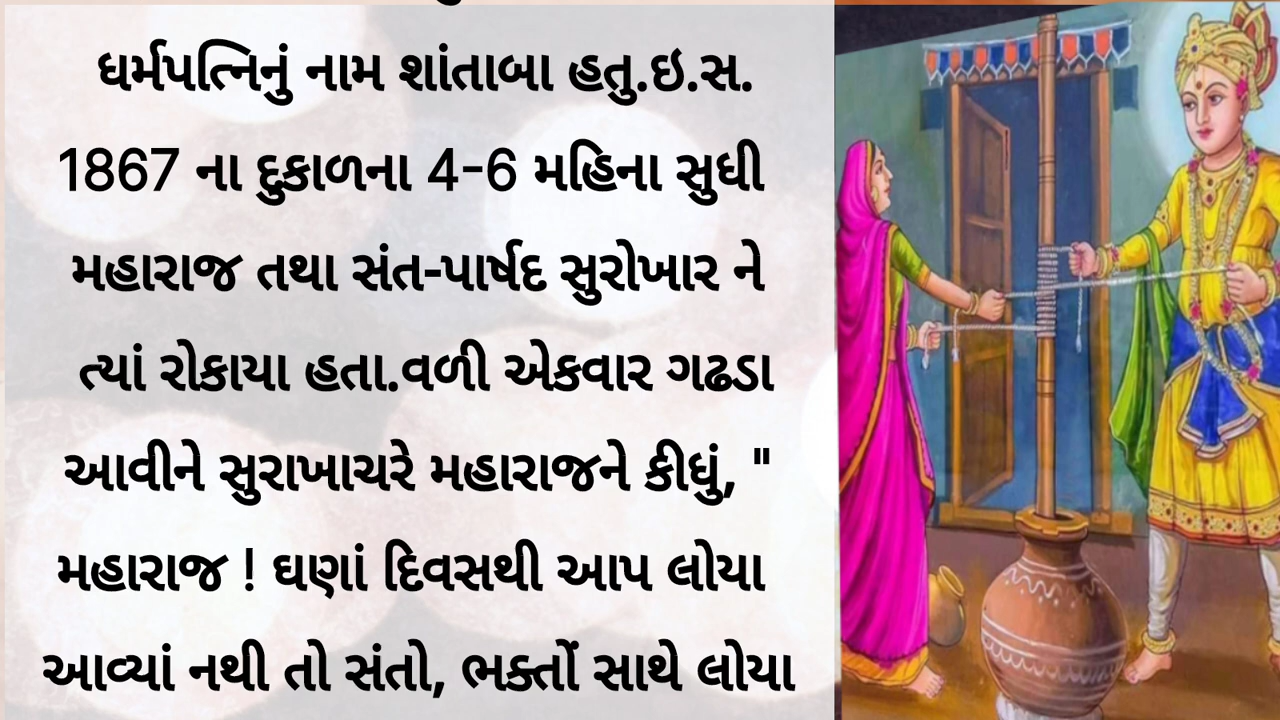 ધર્મપત્નિનું નામ શાંતાબા હતુ.ઇ.સ.
1867 ના દુકાળના 4-6 મહિના સુધી
મહારાજ તથા સંત-પાર્ષદ સુરોખાર ને
ત્યાં રોકાયા હતા.વળી એકવાર ગઢડા
આવીને સુરાખાચરે મહારાજને કીધું, "
મહારાજ ! ઘણાં દિવસથી આપ લોયા
આવ્યાં નથી તો સંતો, ભક્તોં સાથે લોયા